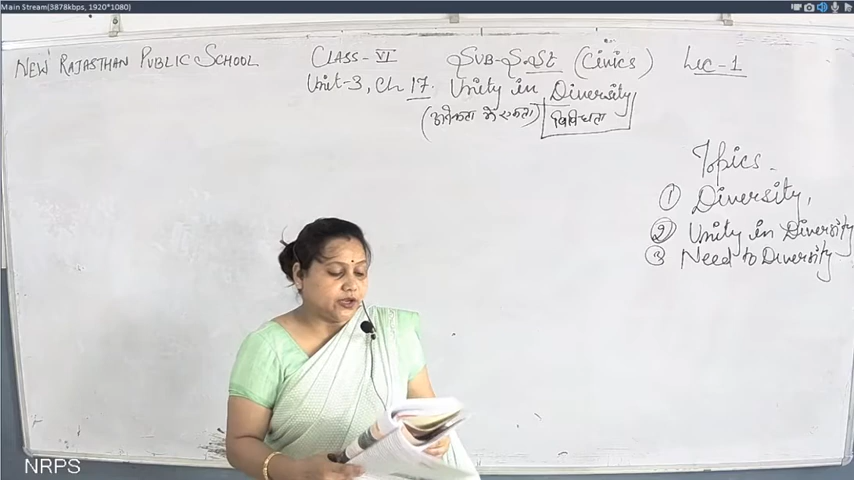 Main Stream(3878kbps, 1920*1080)
NEW RAJASTHAN PUBLIC SCHOOL CLASS-VI SUB-S.St (Civics) Lec-1
Unit-3, Ch 17. Unity in Diversity
(अनेकता में एकता) विविधता
Topics.
① Diversity,
② Unity in Diversity
③ Need to Diversity
NRPS